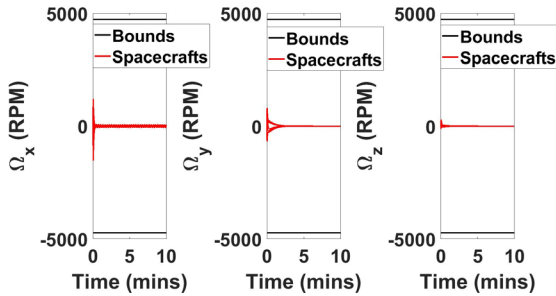 5000
Bounds
Spacecrafts
0
-5000
Ωx (RPM)
0 5 10
Time (mins)
5000
Bounds
Spacecrafts
0
-5000
Ωy (RPM)
0 5 10
Time (mins)
5000
Bounds
Spacecrafts
0
-5000
Ωz (RPM)
0 5 10
Time (mins)